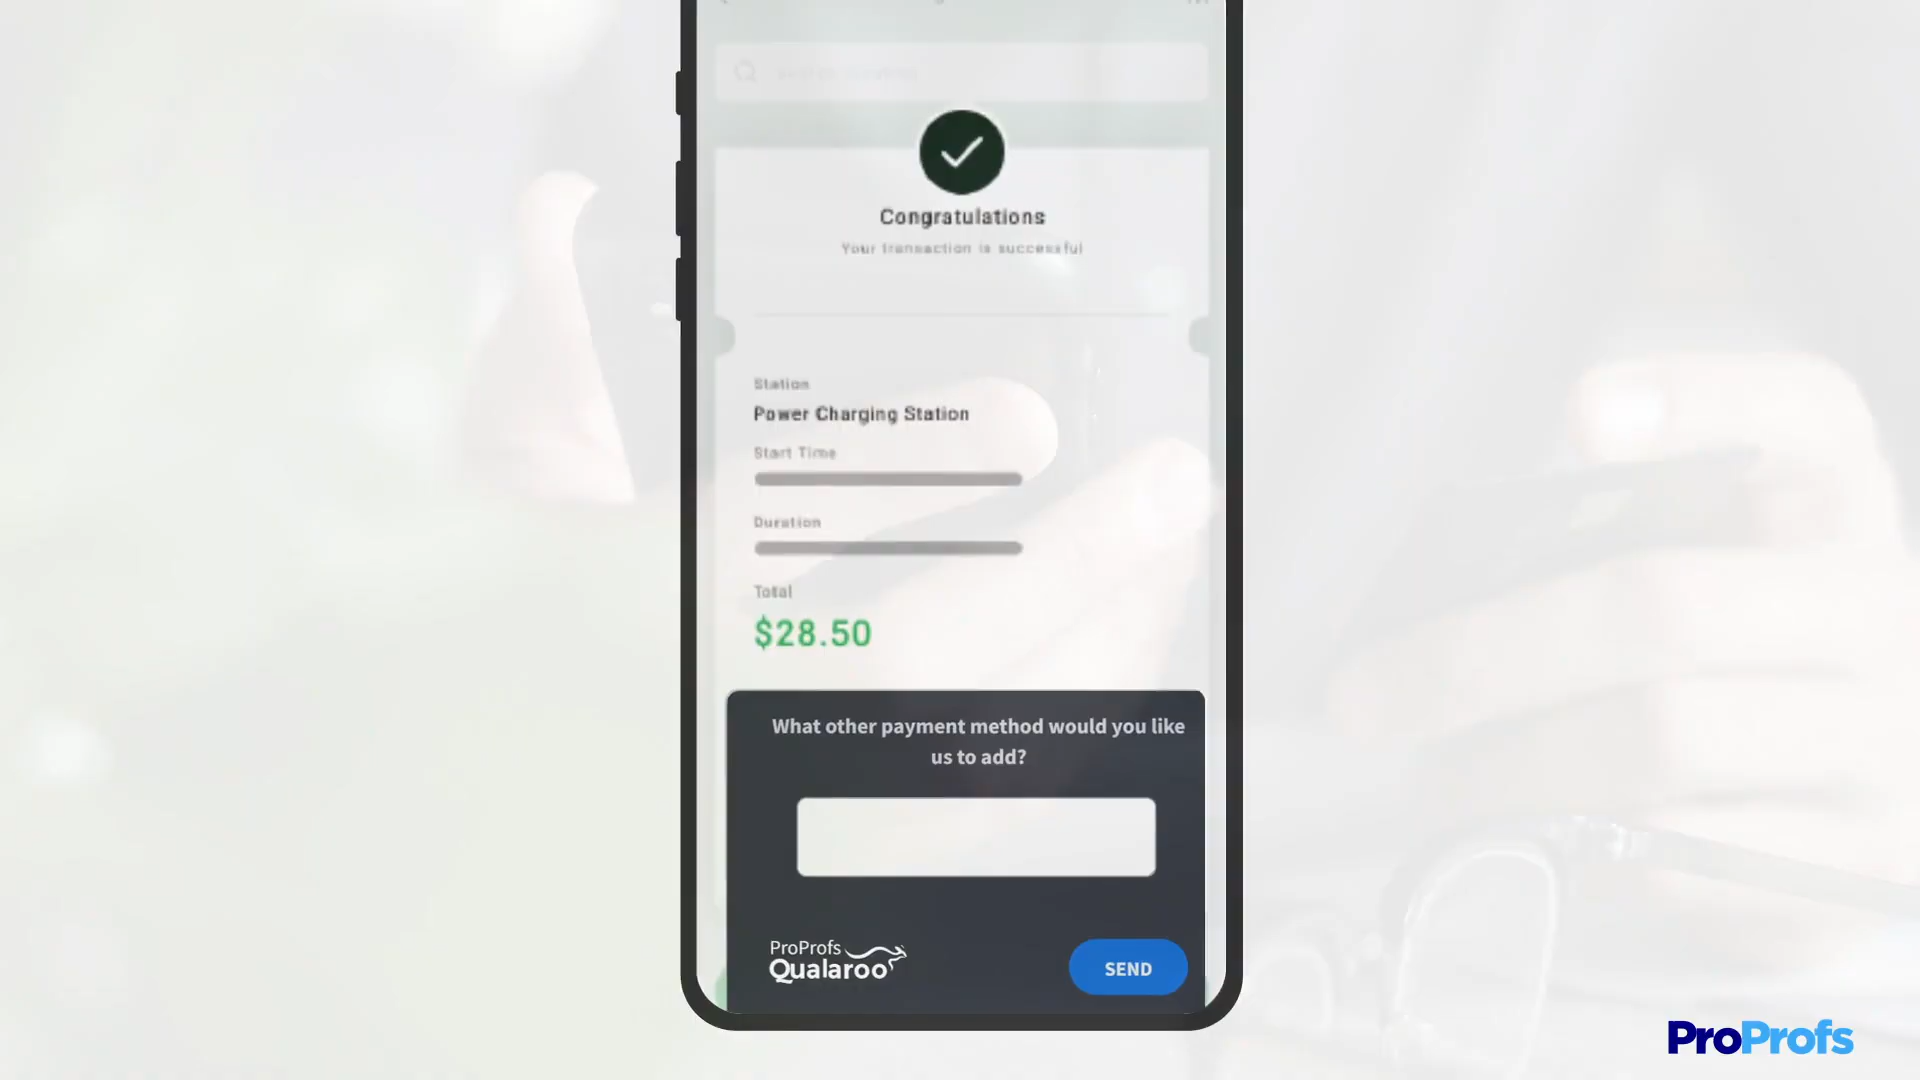 Congratulations
Your transaction is successful
Station
Power Charging Station
Start Time
Duration
Total
$28.50
What other payment method would you like
us to add?
ProProfs
Qualaroo
SEND
ProProfs